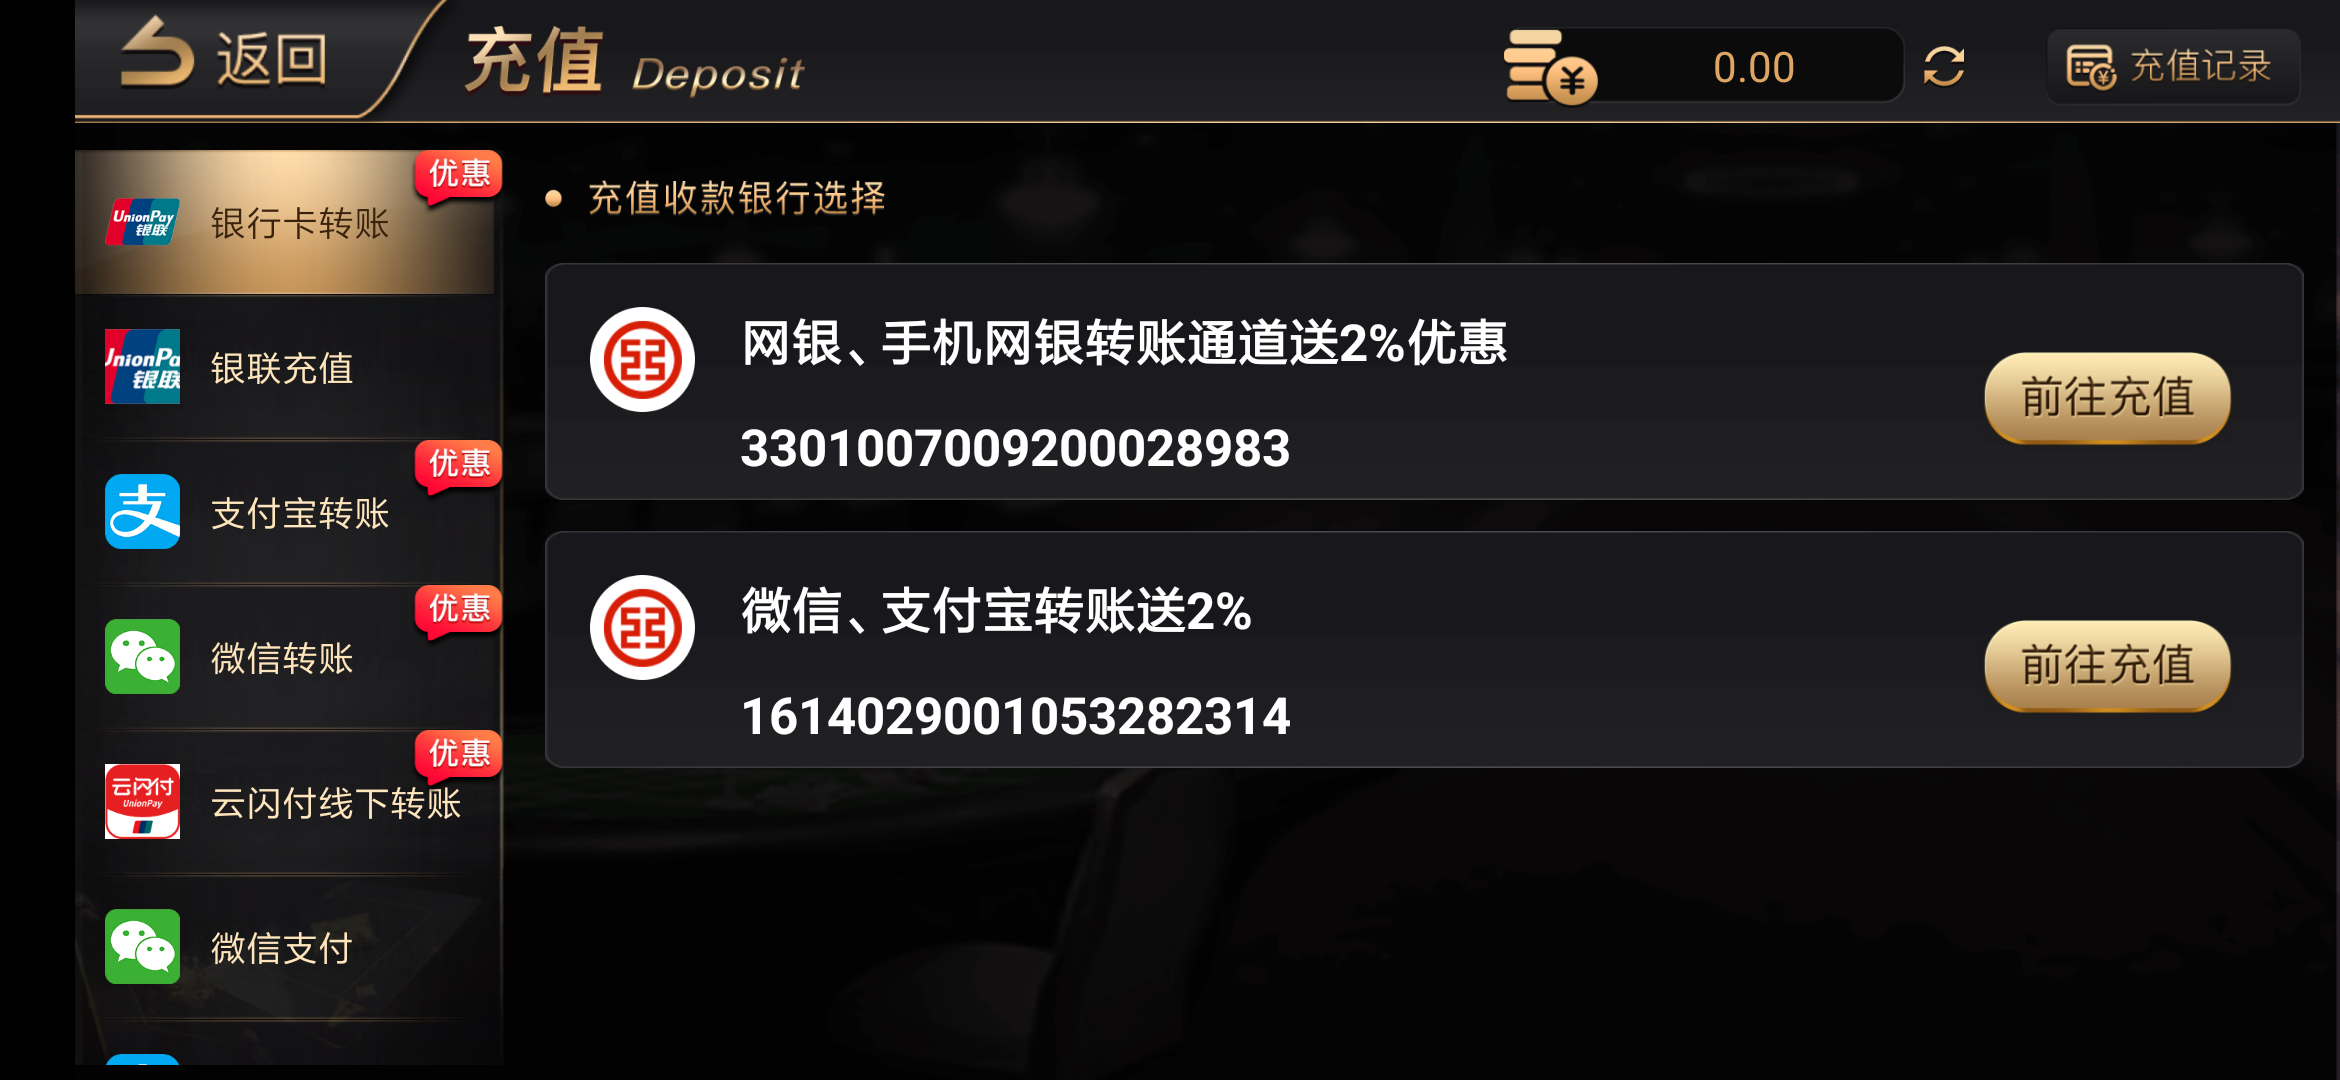 返回
充值 Deposit
0.00
充值记录
优惠
UnionPay
银联
银行卡转账
UnionPa
银联
银联充值
优惠
支
支付宝转账
优惠
微信转账
优惠
云闪付
UnionPay
云闪付线下转账
微信支付
充值收款银行选择
网银、手机网银转账通道送2%优惠
3301007009200028983
前往充值
微信、支付宝转账送2%
1614029001053282314
前往充值